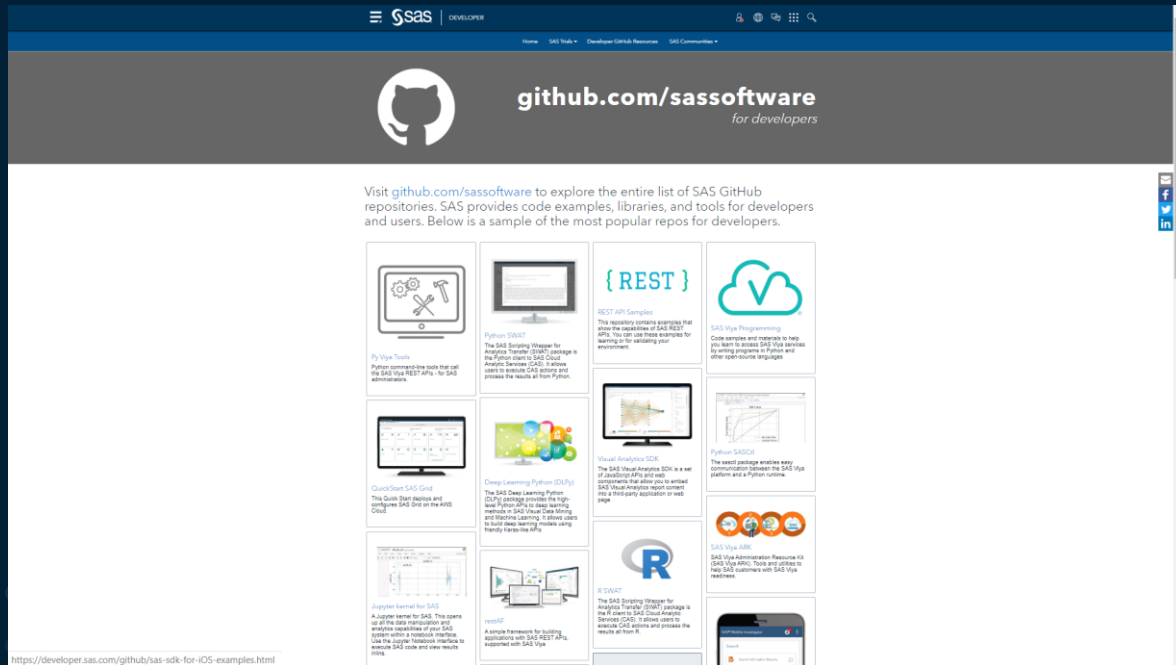 sas
DEVELOPER
Home
SAS Trials
Developer GitHub Resources
SAS Communities
github.com/sassoftware
for developers
Visit github.com/sassoftware to explore the entire list of SAS GitHub
repositories. SAS provides code examples, libraries, and tools for developers
and users. Below is a sample of the most popular repos for developers.
Py Viya Tools
Python command-line tools that call
the SAS Viya REST APIs - for SAS
administrators.
QuickStart SAS Grid
This Quick Start deploys and
configures SAS Grid on the AWS
Cloud.
Jupyter kernel for SAS
A Jupyter kernel for SAS. This opens
up all the data manipulation and
analytics capabilities of your SAS
system within a notebook interface.
Use the Jupyter Notebook interface to
execute SAS code and view results
inline.
Python SWAT
The SAS Scripting Wrapper for
Analytics Transfer (SWAT) package is
the Python client to SAS Cloud
Analytic Services (CAS). It allows
users to execute CAS actions and
process the results all from Python.
Deep Learning Python (DLPy)
The SAS Deep Learning Python
(DLPy) package provides the high-
level Python APIs to deep learning
methods in SAS Visual Data Mining
and Machine Learning. It allows users
to build deep learning models using
friendly Keras-like APIs
restAF
A simple framework for building
applications with SAS REST APIs,
supported with SAS Viya
{ REST }
REST API Samples
This repository contains examples that
show the capabilities of SAS REST
APIs. You can use these examples for
learning or for validating your
environment.
Visual Analytics SDK
The SAS Visual Analytics SDK is a set
of JavaScript APIs and web
components that allow you to embed
SAS Visual Analytics report content
into a third-party application or web
page
R
R SWAT
The SAS Scripting Wrapper for
Analytics Transfer (SWAT) package is
the R client to SAS Cloud Analytic
Services (CAS). It allows users to
execute CAS actions and process the
results all from R.
SAS Viya Programming
Code samples and materials to help
you learn to access SAS Viya services
by writing programs in Python and
other open-source languages
Python SASCtl
The sasctl package enables easy
communication between the SAS Viya
platform and a Python runtime.
SAS Viya ARK
SAS Viya Administration Resource Kit
(SAS Viya ARK). Tools and utilities to
help SAS customers with SAS Viya
readiness.
Search
https://developer.sas.com/github/sas-sdk-for-iOS-examples.html